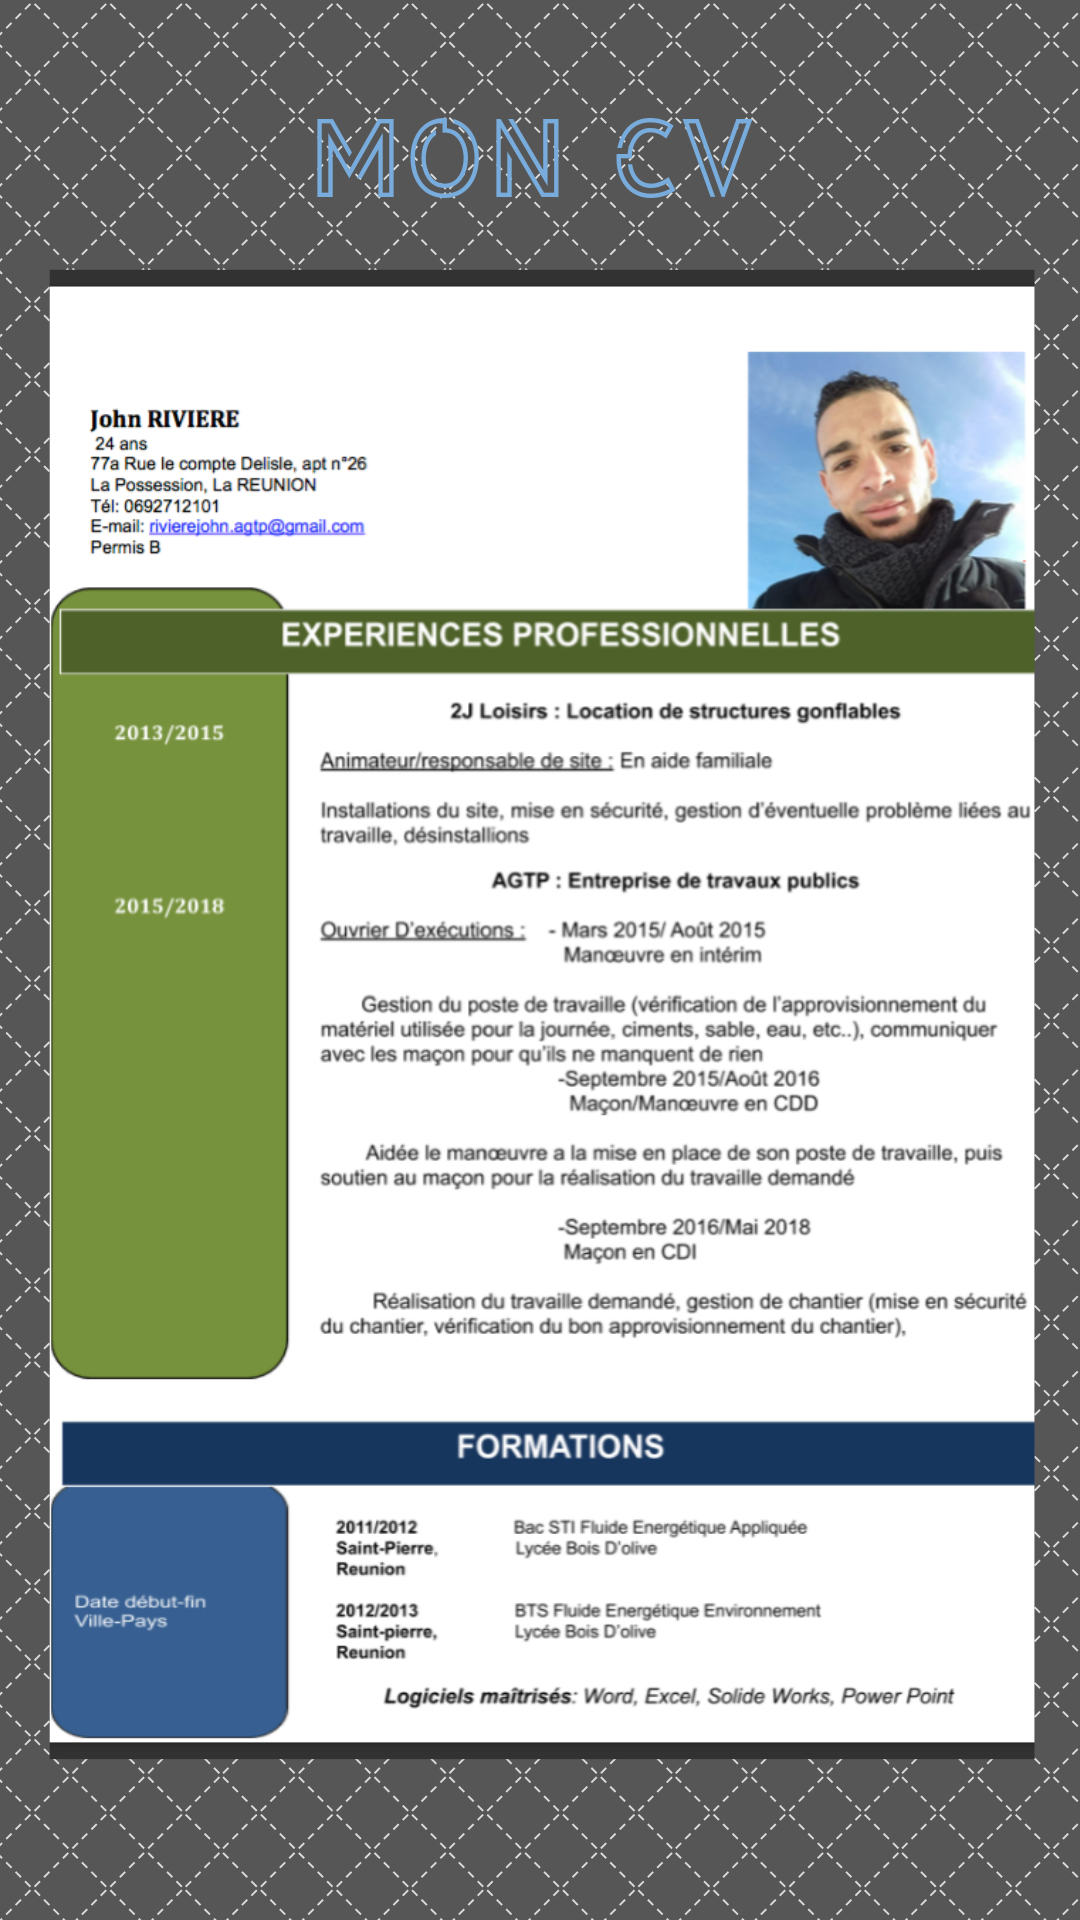 MON CV
John RIVIERE
24 ans
77a Rue le compte Delisle, apt n°26
La Possession, La REUNION
Tél: 0692712101
E-mail: rivierejohn.agtp@gmail.com
Permis B
EXPERIENCES PROFESSIONNELLES
2013/2015
2J Loisirs : Location de structures gonflables
Animateur/responsable de site : En aide familiale
Installations du site, mise en sécurité, gestion d'éventuelle problème liées au
travaille, désinstallions
2015/2018
AGTP : Entreprise de travaux publics
Ouvrier D'exécutions : - Mars 2015/ Août 2015
Manœuvre en intérim
Gestion du poste de travaille (vérification de l'approvisionnement du
matériel utilisée pour la journée, ciments, sable, eau, etc..), communiquer
avec les maçon pour qu'ils ne manquent de rien
-Septembre 2015/Août 2016
Maçon/Manœuvre en CDD
Aidée le manœuvre a la mise en place de son poste de travaille, puis
soutien au maçon pour la réalisation du travaille demandé
-Septembre 2016/Mai 2018
Maçon en CDI
Réalisation du travaille demandé, gestion de chantier (mise en sécurité
du chantier, vérification du bon approvisionnement du chantier),
FORMATIONS
Date début-fin
Ville-Pays
2011/2012 Bac STI Fluide Energétique Appliquée
Saint-Pierre, Lycée Bois D'olive
Reunion
2012/2013 BTS Fluide Energétique Environnement
Saint-pierre, Lycée Bois D'olive
Reunion
Logiciels maîtrisés: Word, Excel, Solide Works, Power Point